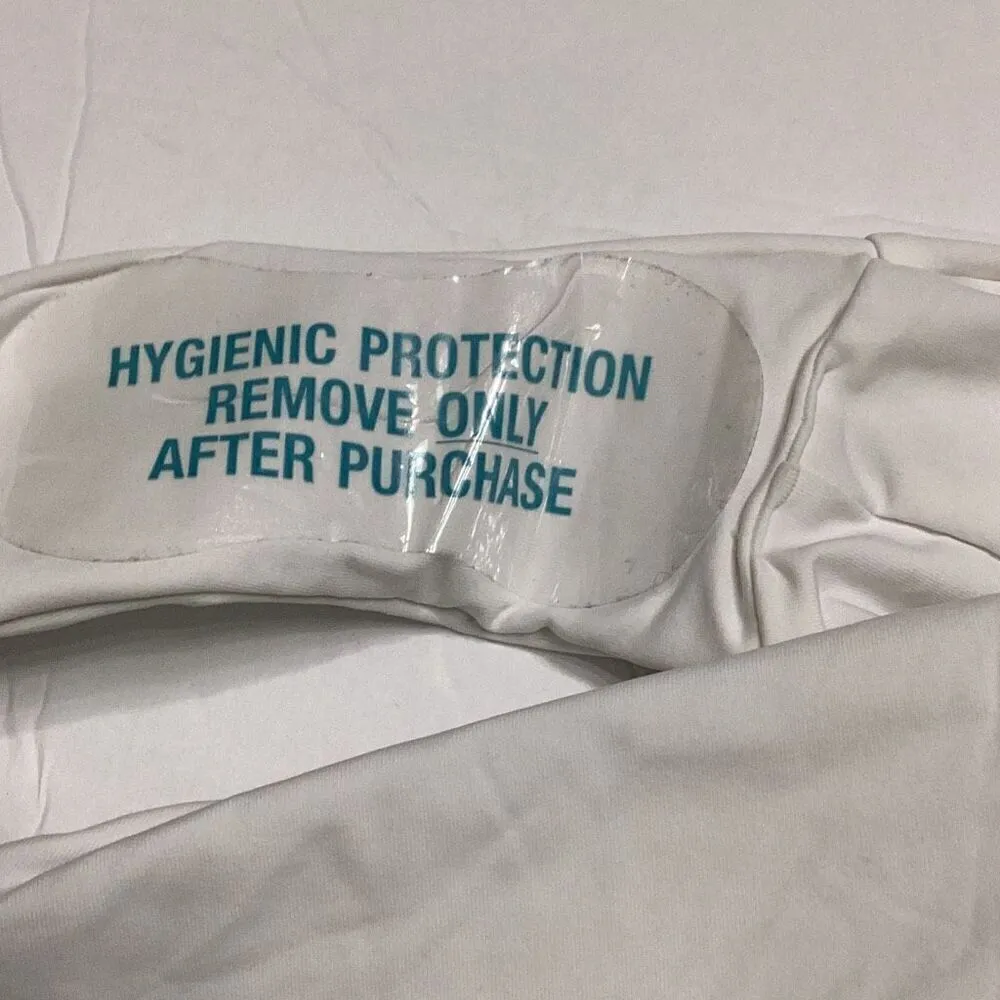 HYGIENIC PROTECTION
REMOVE ONLY
AFTER PURCHASE